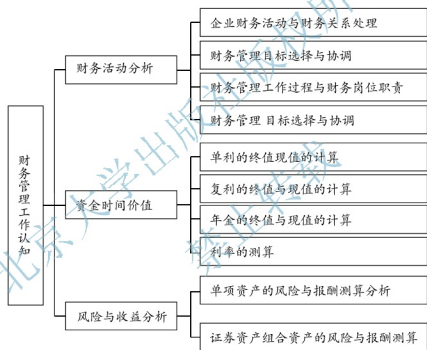 财务管理工作认知
财务活动分析
企业财务活动与财务关系处理
财务管理目标选择与协调
财务管理工作过程与财务岗位职责
财务管理 目标选择与协调
资金时间价值
单利的终值现值的计算
复利的终值与现值的计算
年金的终值与现值的计算
利率的测算
风险与收益分析
单项资产的风险与报酬测算分析
证券资产组合资产的风险与报酬测算
北京大学出版社版权所有
禁止转载